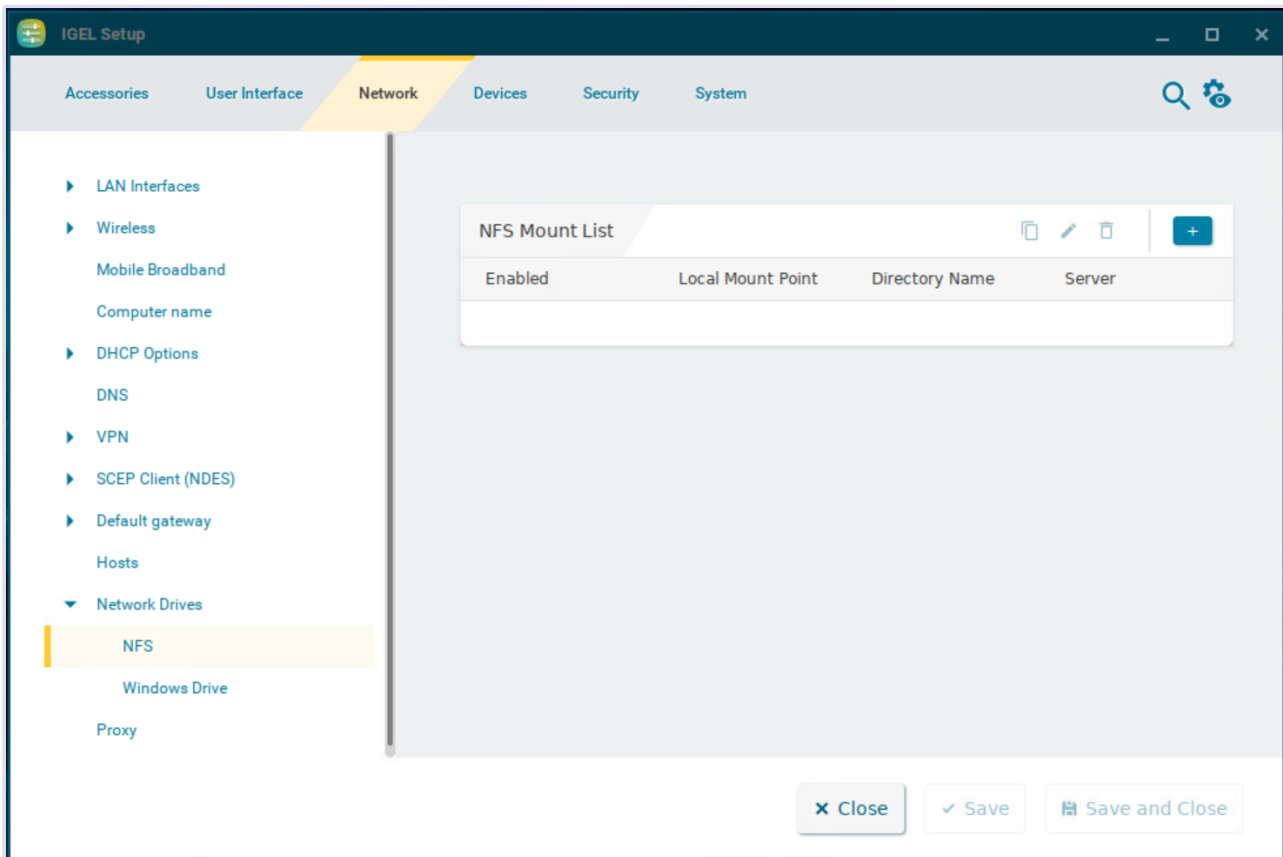 IGEL Setup
Accessories User Interface Network Devices Security System
LAN Interfaces
Wireless
Mobile Broadband
Computer name
DHCP Options
DNS
VPN
SCEP Client (NDES)
Default gateway
Hosts
Network Drives
NFS
Windows Drive
Proxy
NFS Mount List
Enabled Local Mount Point Directory Name Server
Close Save Save and Close